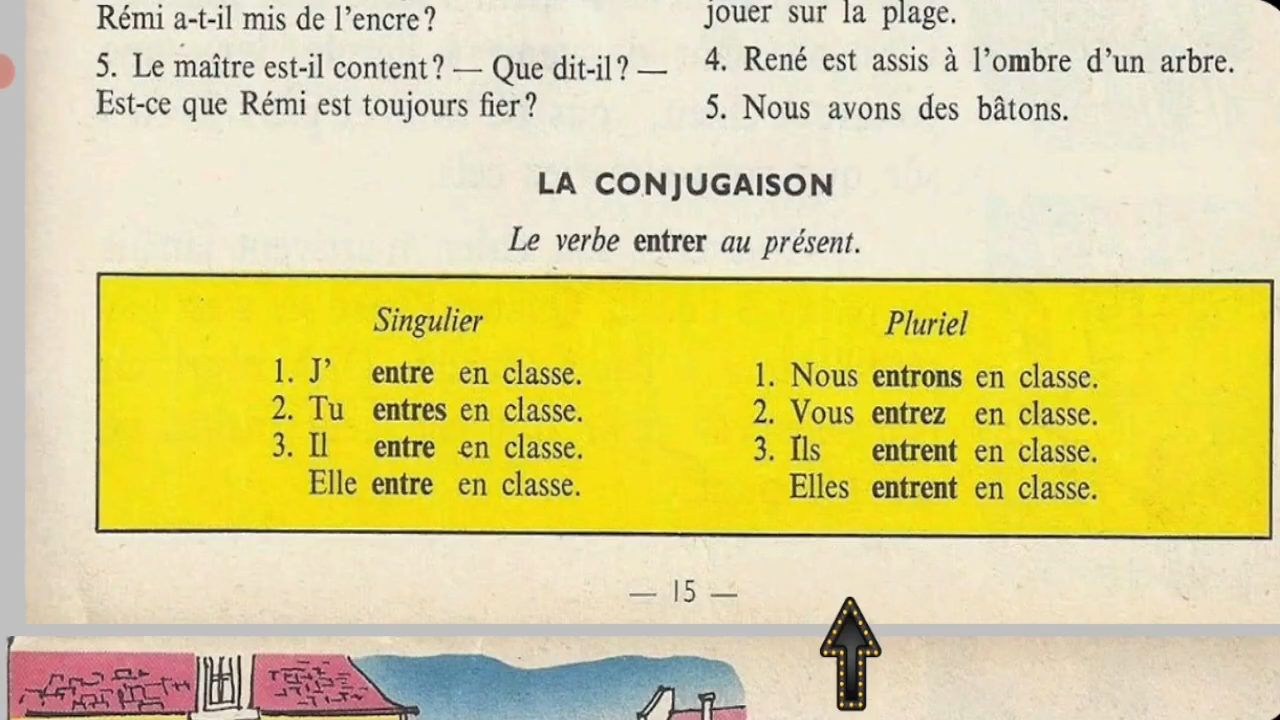 Rémi a-t-il mis de l'encre?
5. Le maître est-il content? — Que dit-il? —
Est-ce que Rémi est toujours fier?
jouer sur la plage.
4. René est assis à l'ombre d'un arbre.
5. Nous avons des bâtons.
LA CONJUGAISON
Le verbe entrer au présent.
Singulier
1. J' entre en classe.
2. Tu entres en classe.
3. Il entre en classe.
Elle entre en classe.
Pluriel
1. Nous entrons en classe.
2. Vous entrez en classe.
3. Ils entrent en classe.
Elles entrent en classe.
— 15 —